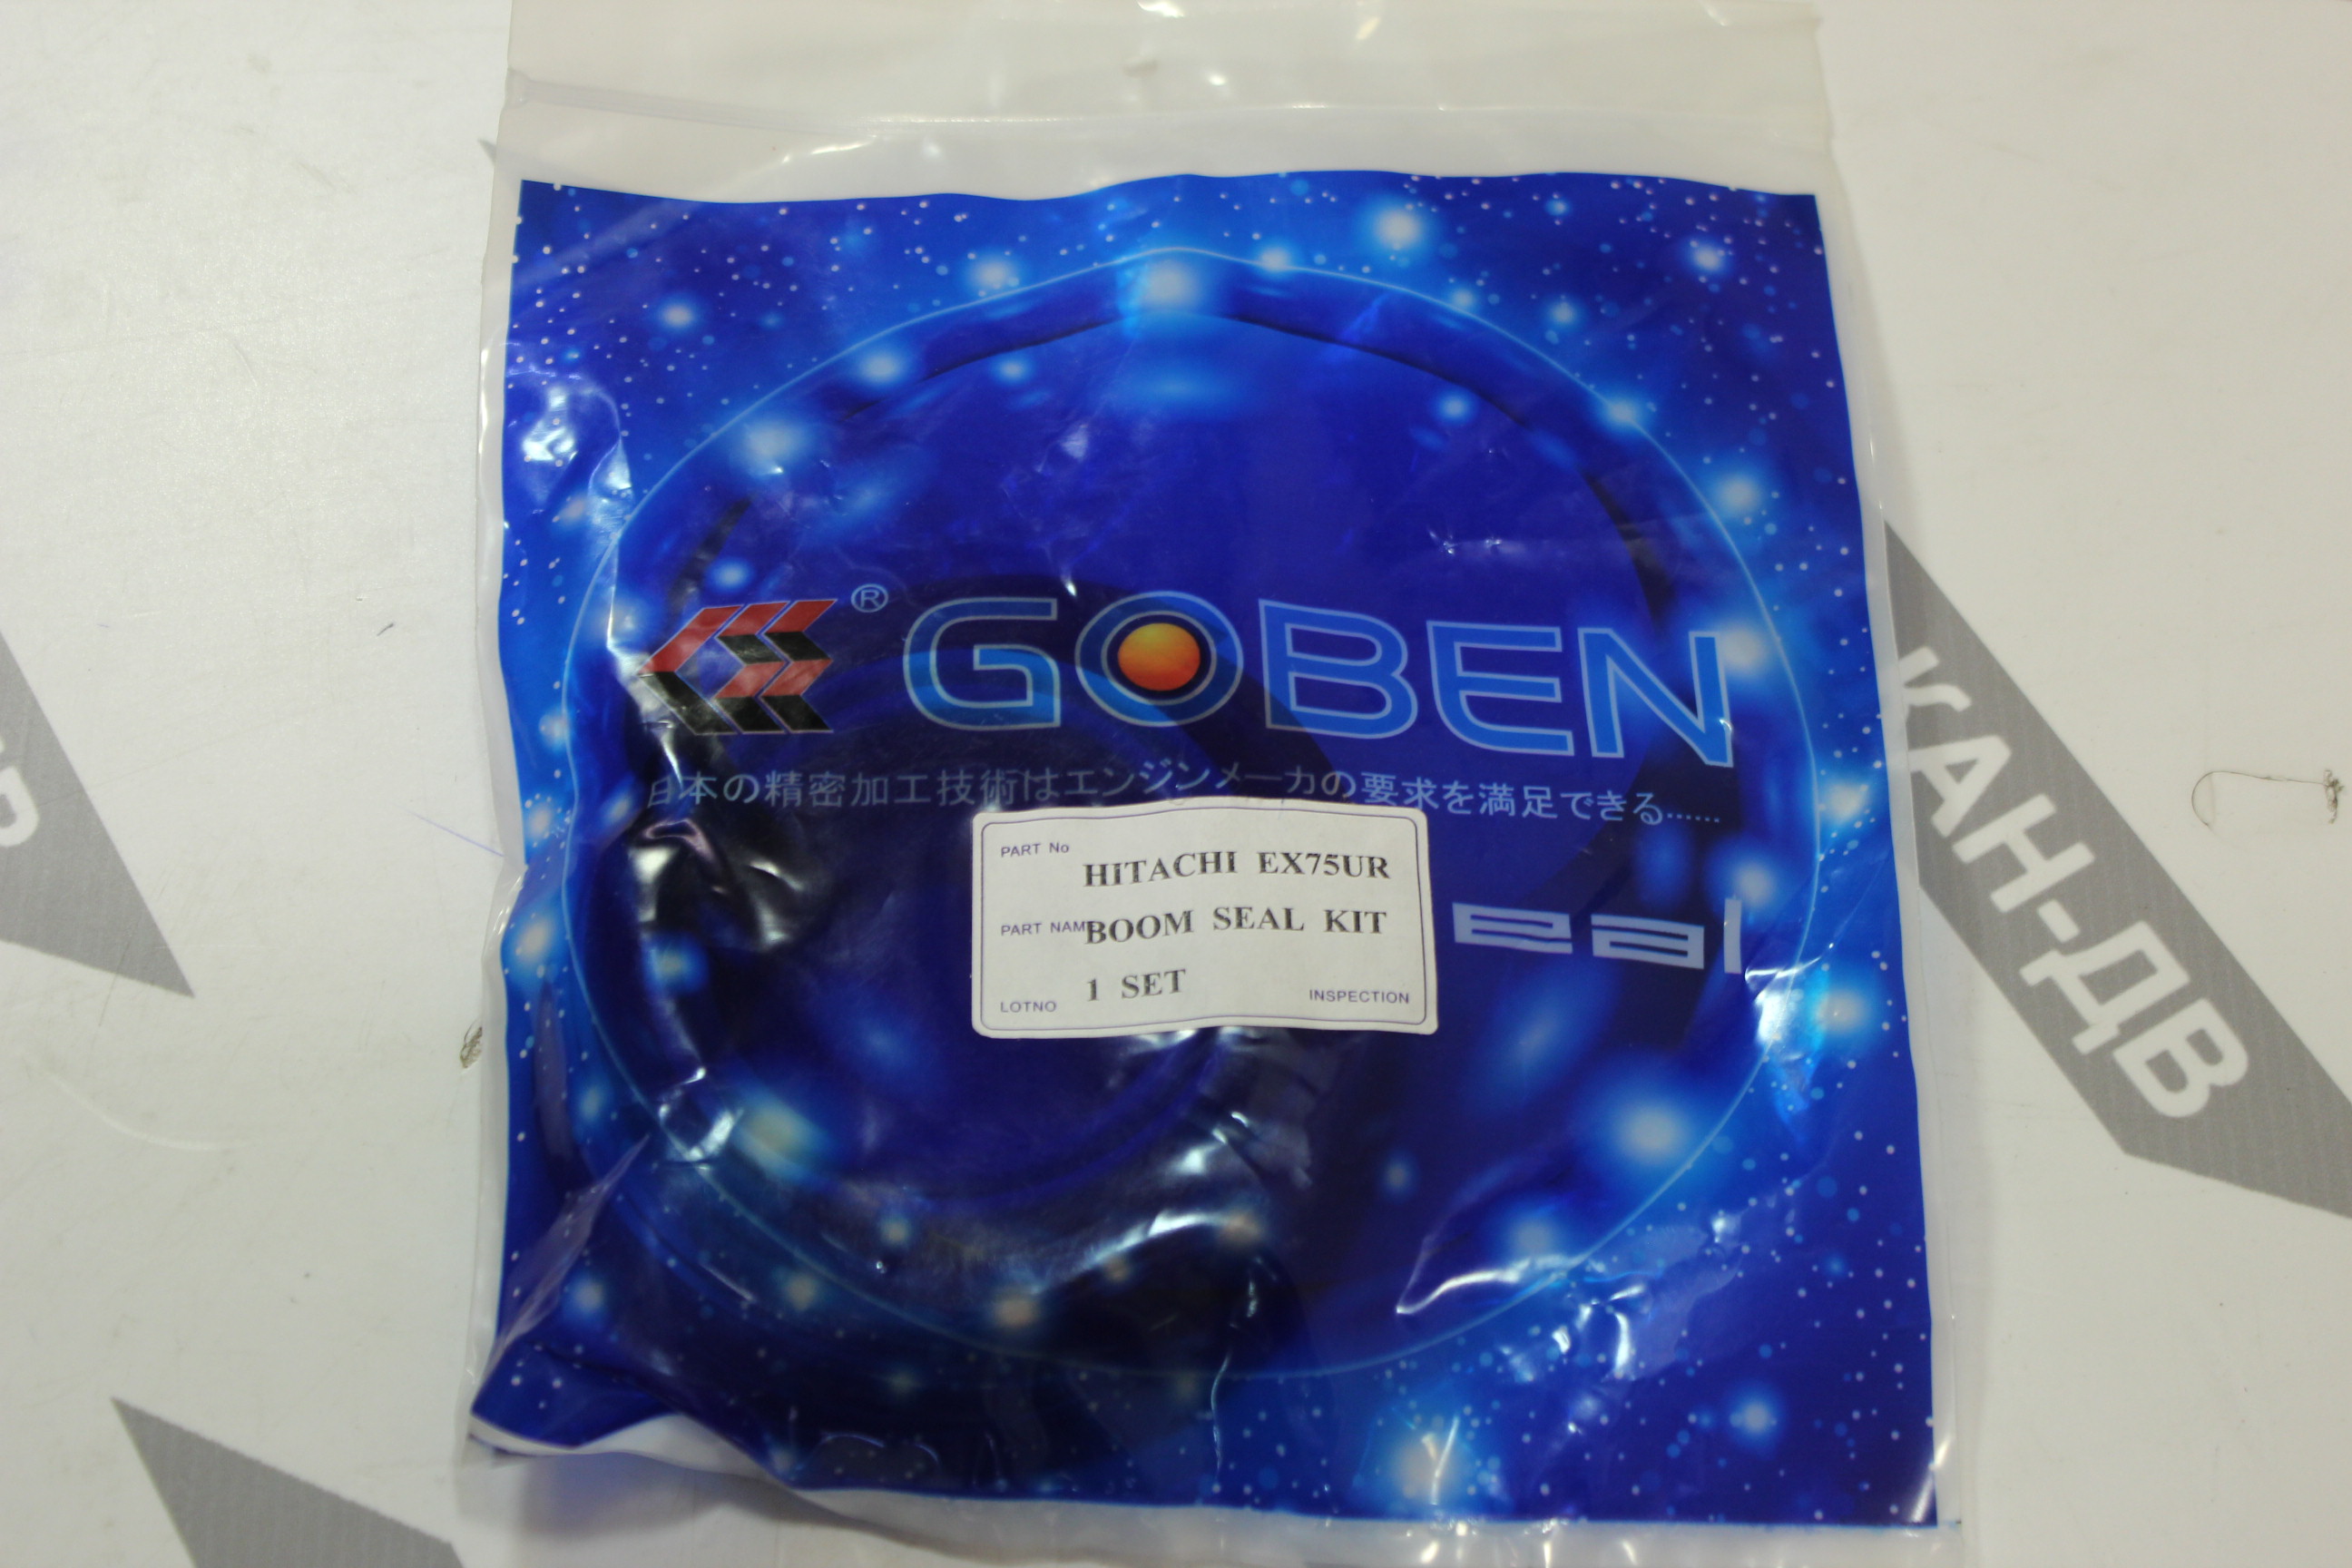 ® GOBEN
日本の精密加工技術はエンジンメーカの要求を満足できる……
PART No HiTACHI EX75UR
PART NAME BOOM SEAL KIT
1 SET
LOTNO INSPECTION
eal
КАН-ДВ